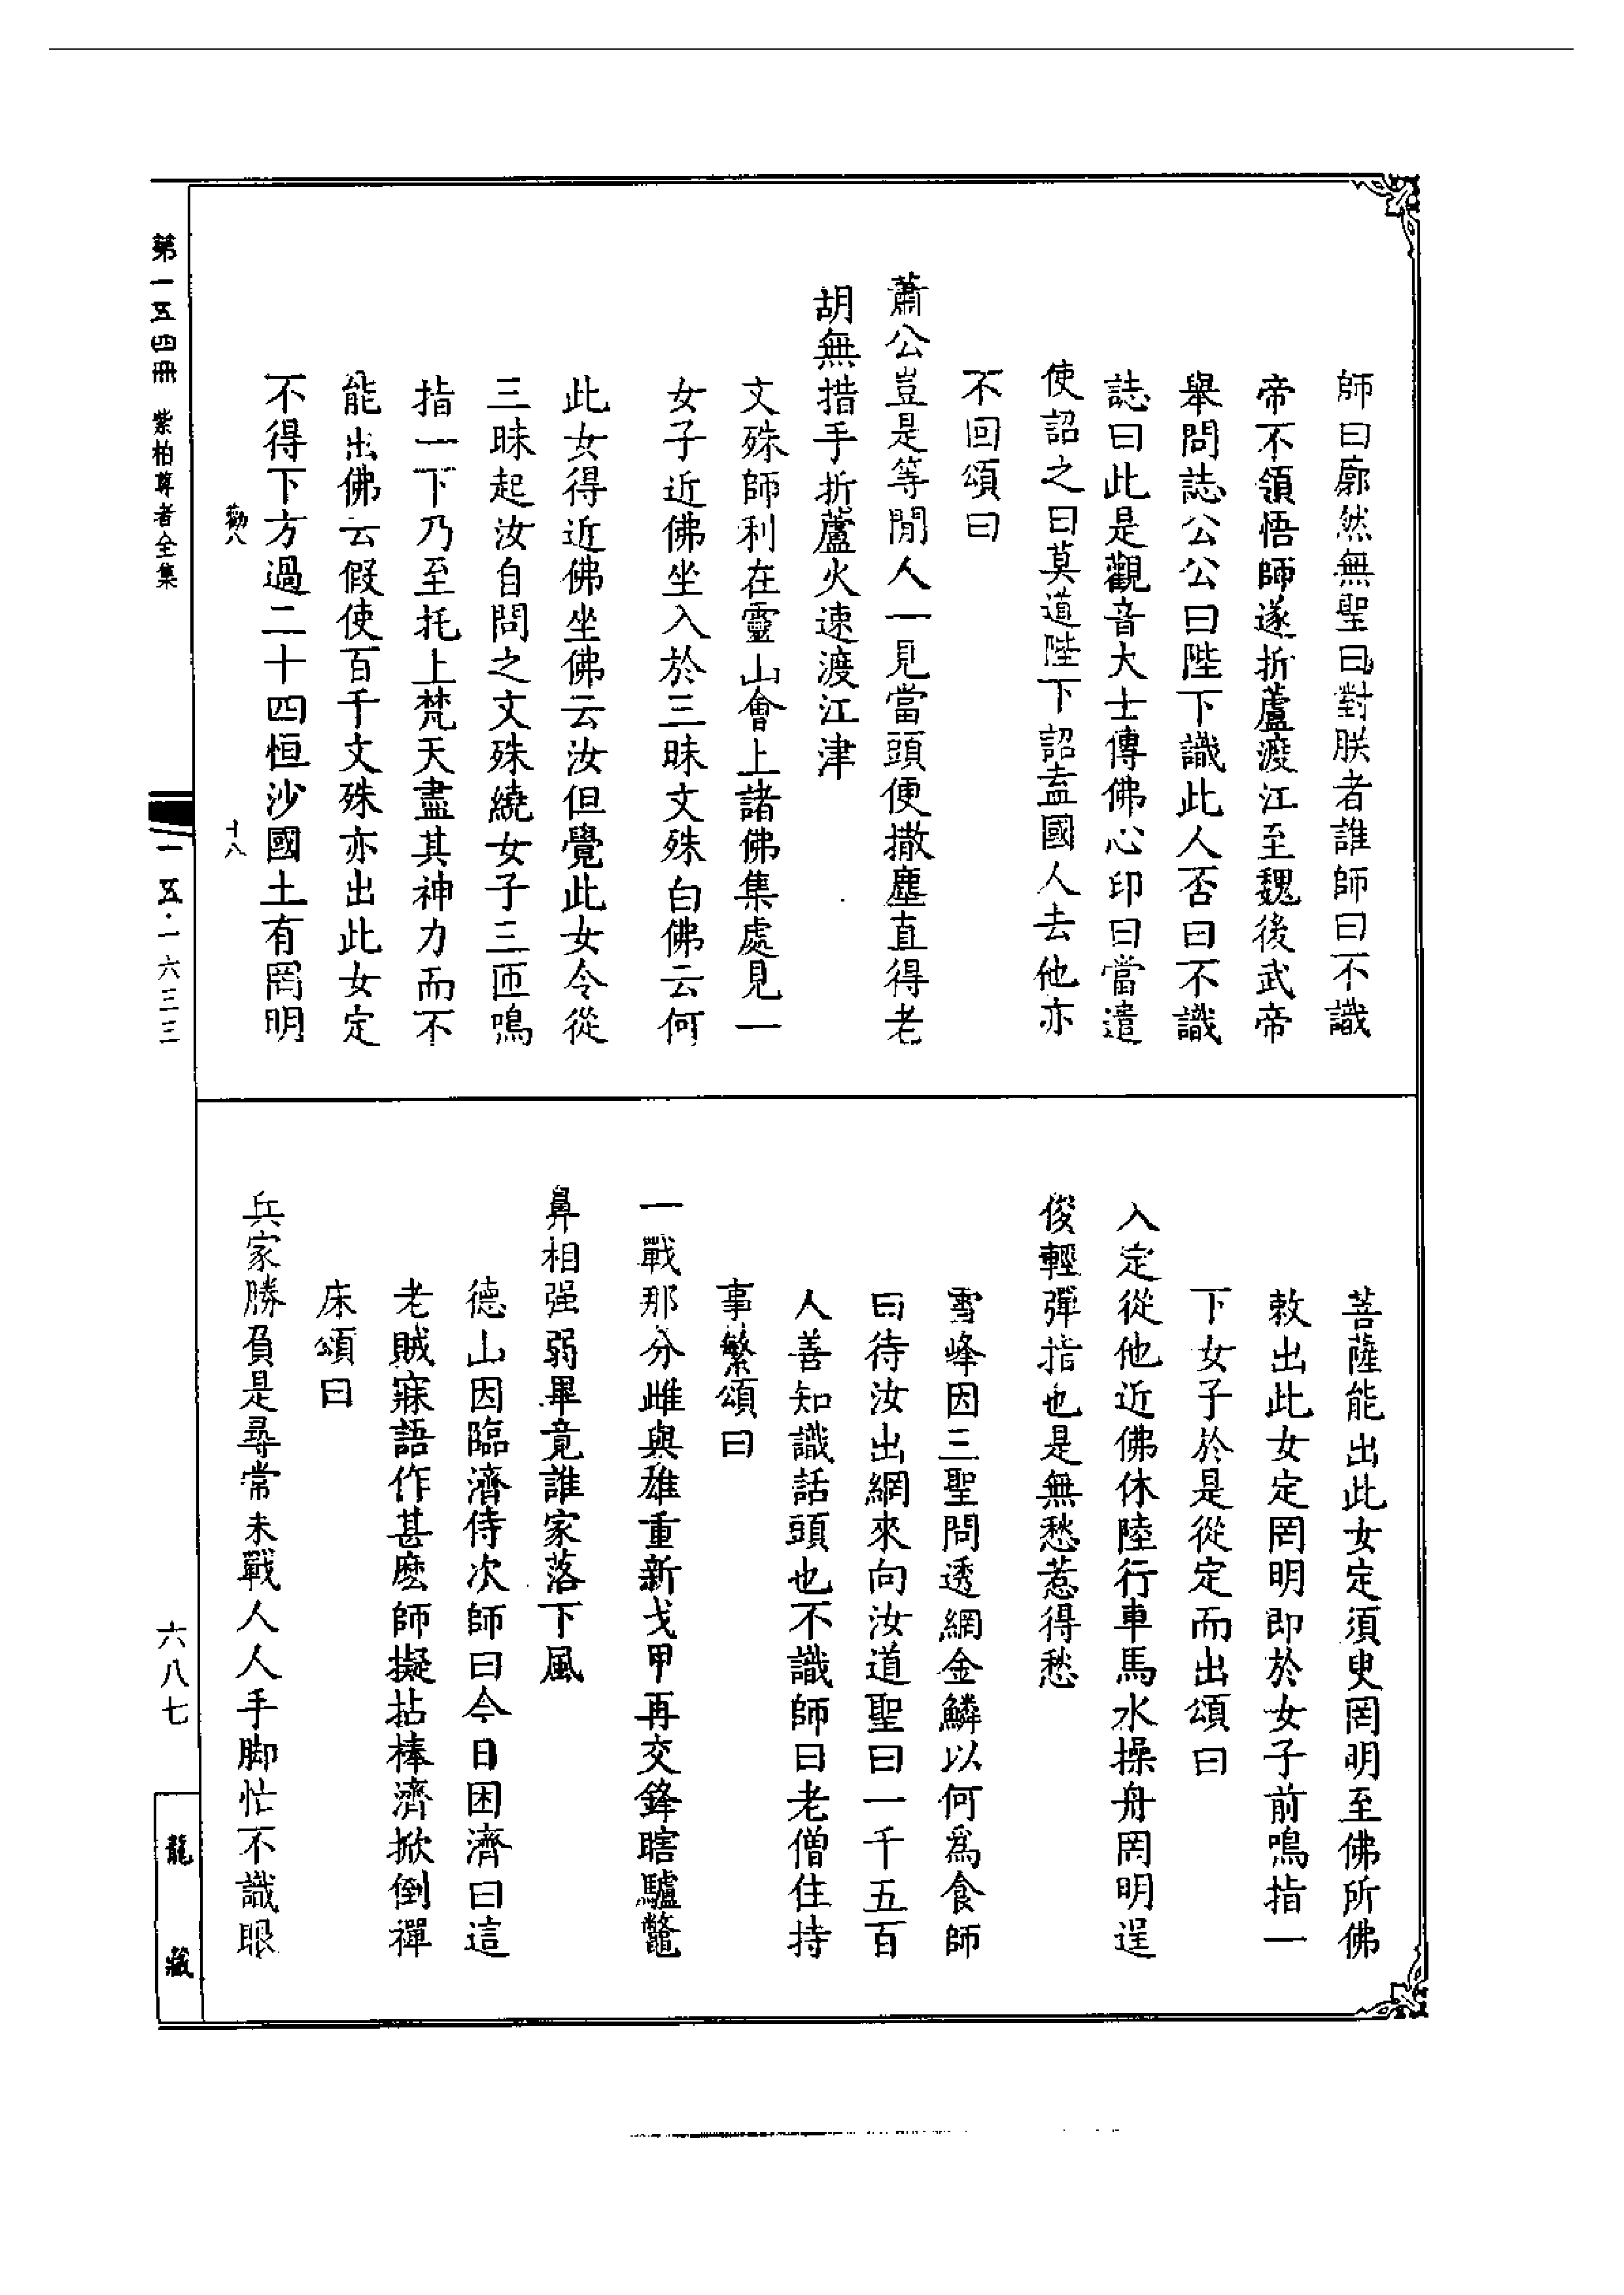 師曰廓然無聖曰對朕者誰師曰不識
帝不領悟師遂折蘆渡江至魏後武帝
舉問誌公公曰陛下識此人否曰不識
誌曰此是觀音大士傳佛心印曰當遣
使詔之曰莫道陛下詔盍國人去他亦
不回頌曰
蕭公豈是等閒人一見當頭便撒塵直得老
胡無措手折蘆火速渡江津
文殊師利在靈山會上諸佛集處見一
女子近佛坐入於三昧文殊白佛云何
此女得近佛坐佛云汝但覺此女令從
三昧起汝自問之文殊繞女子三匝鳴
指一下乃至托上梵天盡其神力而不
能出佛云假使百千文殊亦出此女定
不得下方過二十四恒沙國土有罔明
勸八
十八
菩薩能出此女定須臾罔明至佛所佛
敕出此女定罔明即於女子前鳴指一
下女子於是從定而出頌曰
入定從他近佛休陸行車馬水操舟罔明逞
俊輕彈指也是無愁惹得愁
雪峰因三聖問透網金鱗以何爲食師
曰待汝出網來向汝道聖曰一千五百
人善知識話頭也不識師曰老僧住持
事繁頌曰
一戰那分雌與雄重新戈甲再交鋒瞎驢鼈
鼻相强弱畢竟誰家落下風
德山因臨濟侍次師曰今日困濟曰這
老賊寐語作甚麽師擬拈棒濟掀倒禪
床頌曰
兵家勝負是尋常未戰人人手脚忙不識眼
第一五四冊 紫柏尊者全集
一五·一六三三
六八七
龍藏